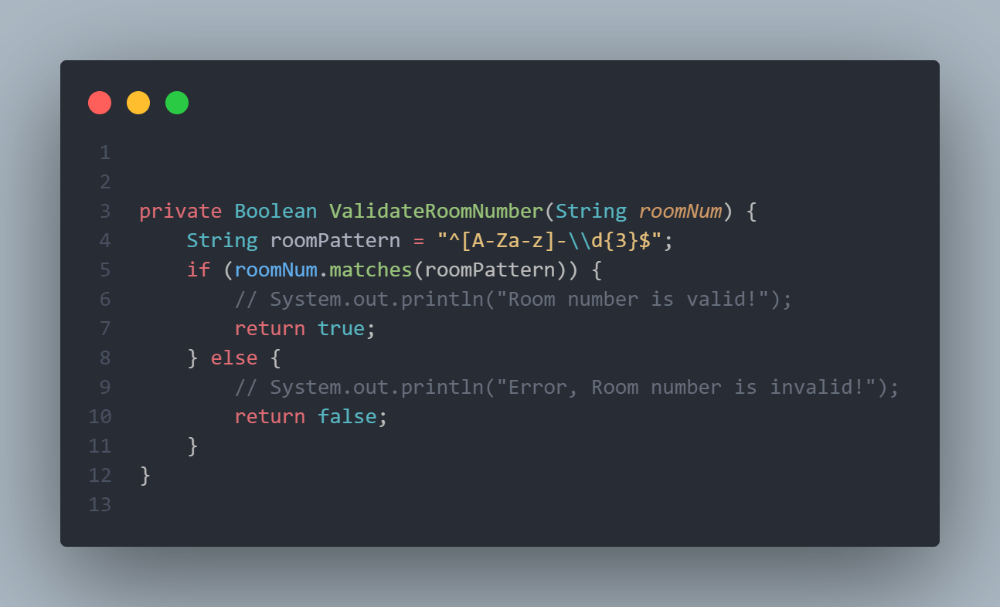 1
2
3 private Boolean ValidateRoomNumber(String roomNum) {
4     String roomPattern = "^[A-Za-z]-\\d{3}$";
5     if (roomNum.matches(roomPattern)) {
6         // System.out.println("Room number is valid!");
7         return true;
8     } else {
9         // System.out.println("Error, Room number is invalid!");
10         return false;
11     }
12 }
13